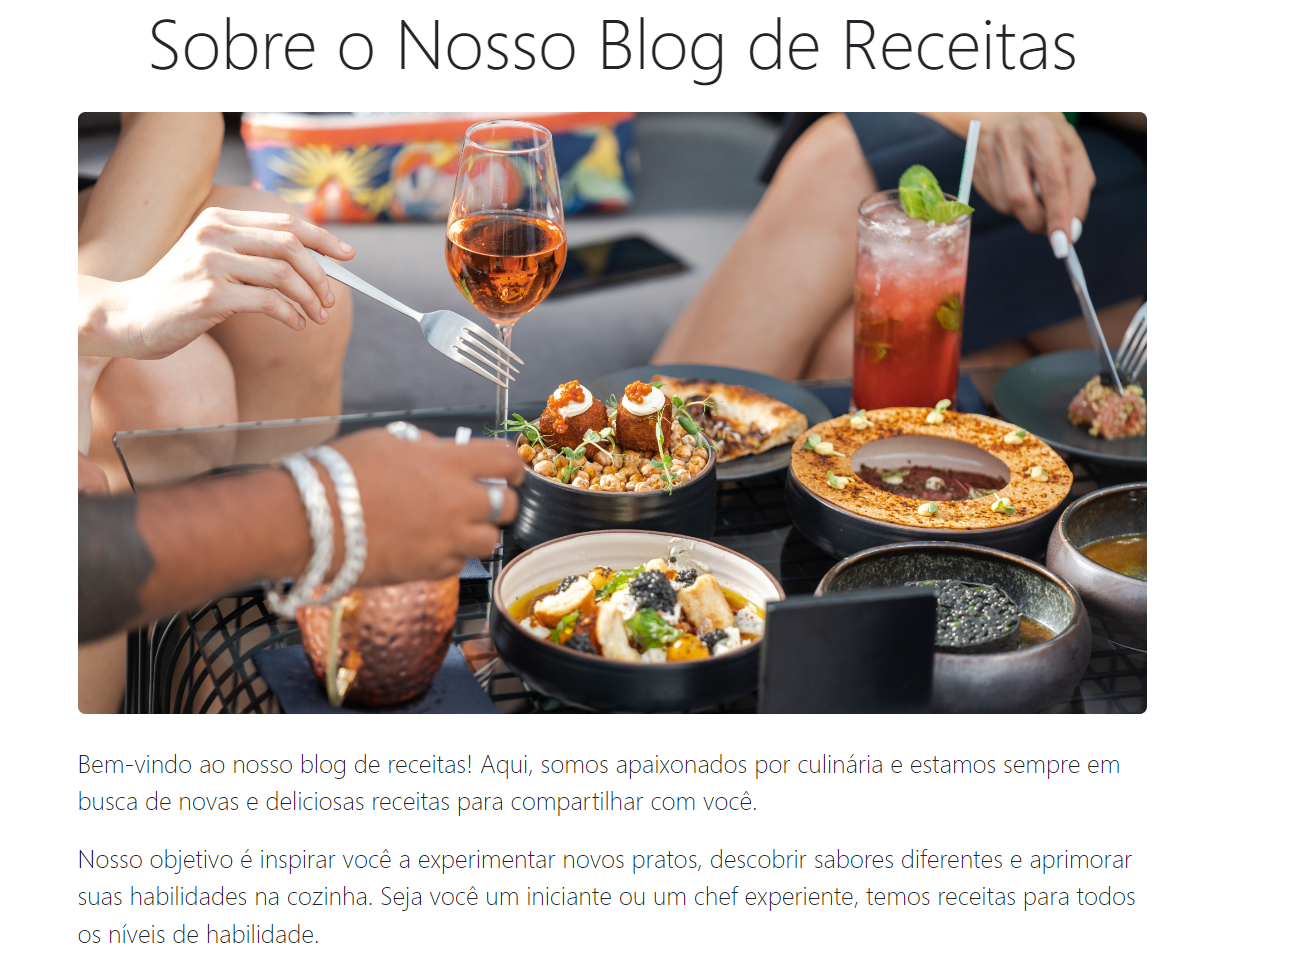 Sobre o Nosso Blog de Receitas
Bem-vindo ao nosso blog de receitas! Aqui, somos apaixonados por culinária e estamos sempre em
busca de novas e deliciosas receitas para compartilhar com você.
Nosso objetivo é inspirar você a experimentar novos pratos, descobrir sabores diferentes e aprimorar
suas habilidades na cozinha. Seja você um iniciante ou um chef experiente, temos receitas para todos
os níveis de habilidade.